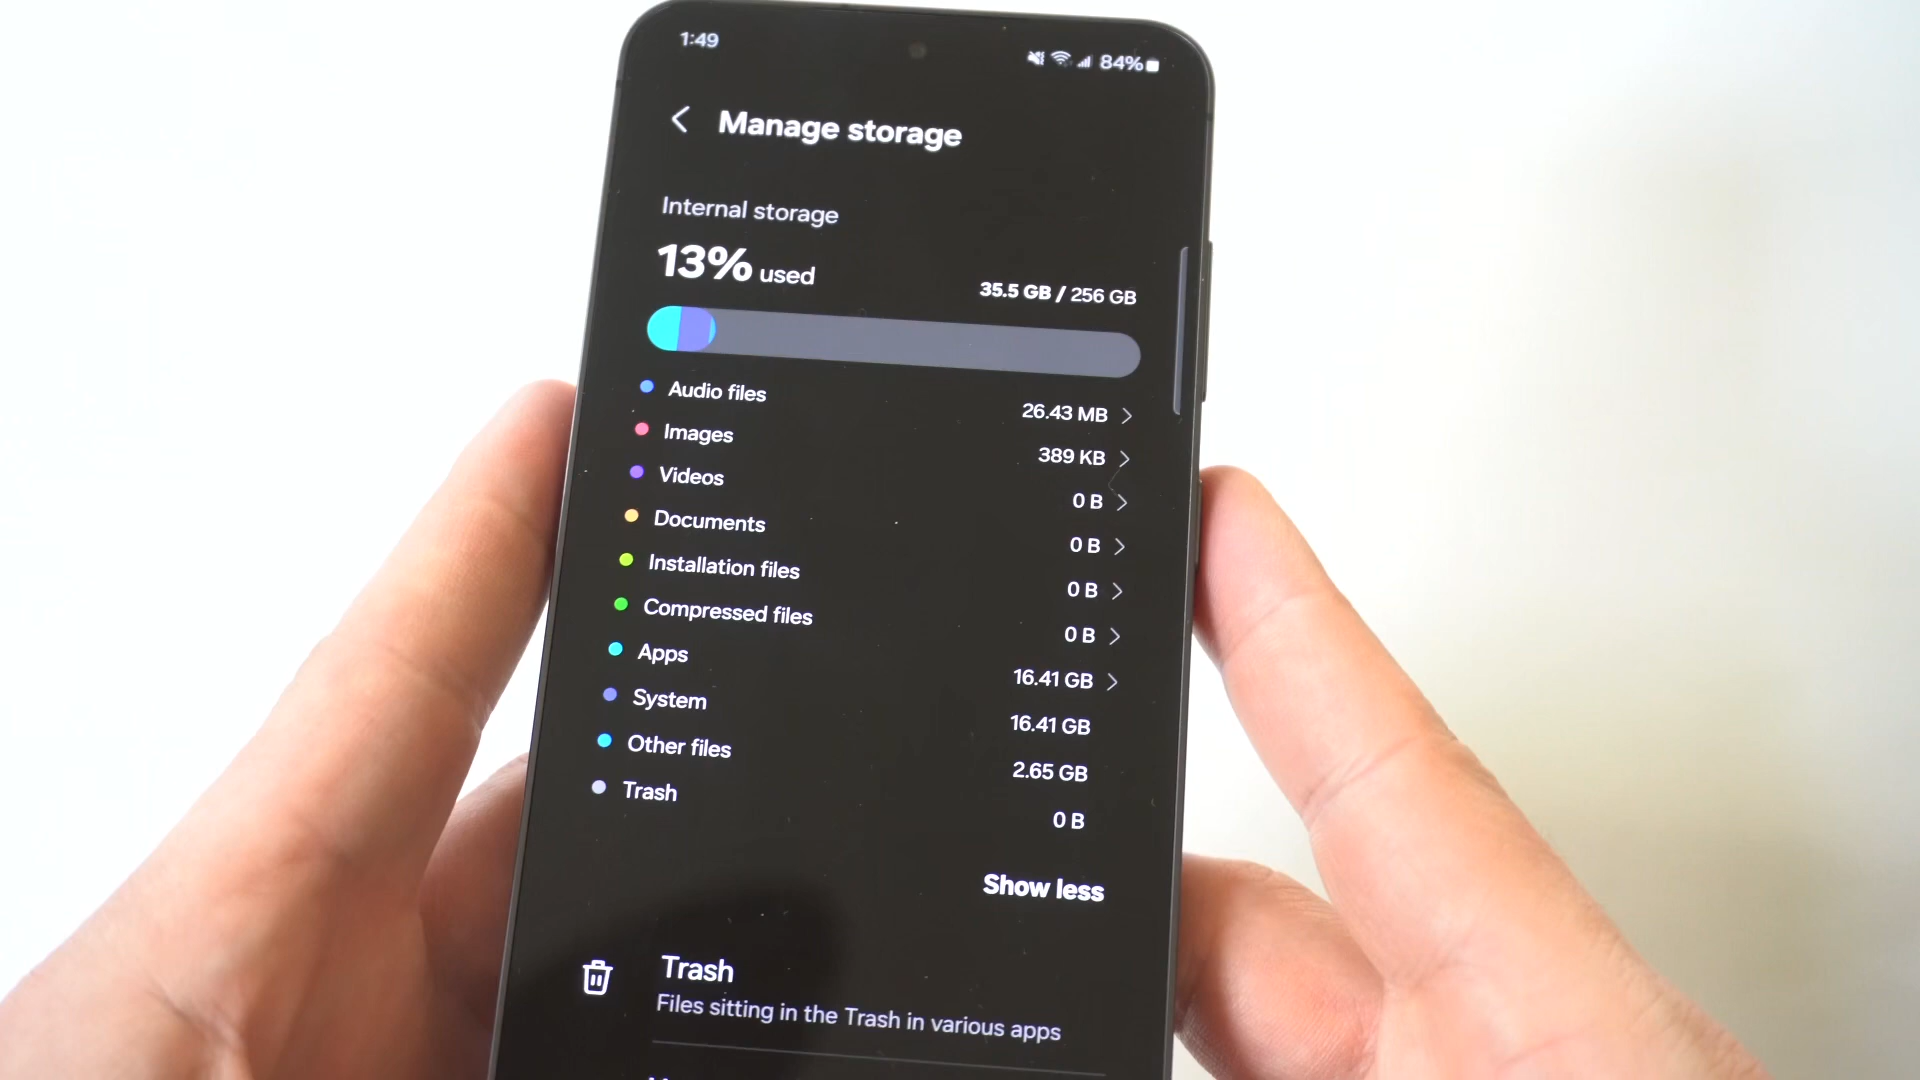 1:49
84%
Manage storage
Internal storage
13% used
35.5 GB / 256 GB
Audio files 26.43 MB
Images 389 KB
Videos 0 B
Documents 0 B
Installation files 0 B
Compressed files 0 B
Apps 16.41 GB
System 16.41 GB
Other files 2.65 GB
Trash 0 B
Show less
Trash
Files sitting in the Trash in various apps